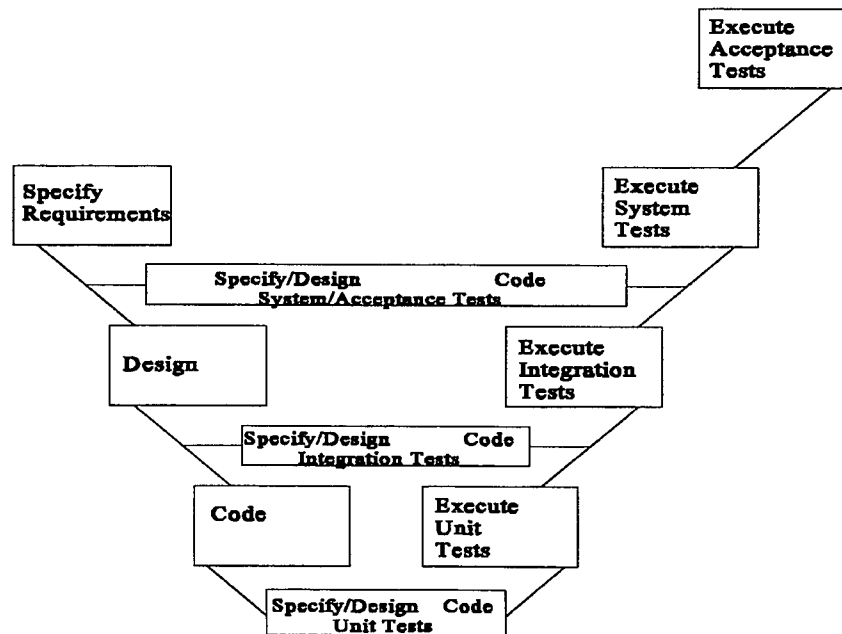 Execute
Acceptance
Tests
Specify
Requirements
Execute
System
Tests
Specify/Design Code
System/Acceptance Tests
Design
Execute
Integration
Tests
Specify/Design Code
Integration Tests
Code
Execute
Unit
Tests
Specify/Design Code
Unit Tests